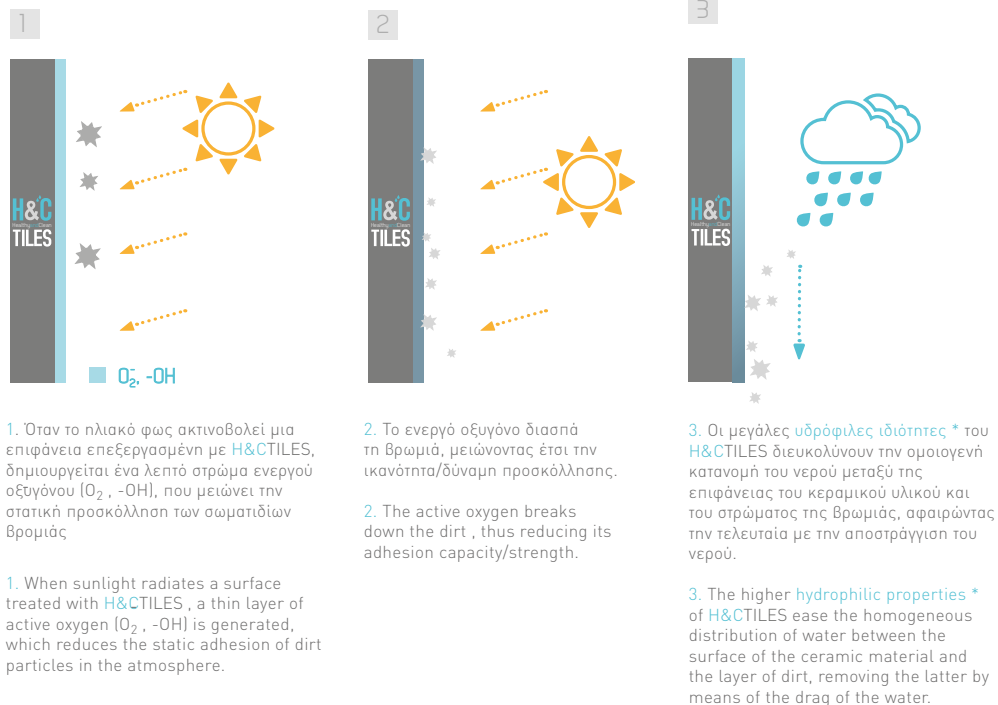 1
2
3
H&C
Healthy and Clean
TILES
H&C
Healthy and Clean
TILES
H&C
Healthy and Clean
TILES
O₂⁻, -OH
1. Όταν το ηλιακό φως ακτινοβολεί μια
επιφάνεια επεξεργασμένη με H&CTILES,
δημιουργείται ένα λεπτό στρώμα ενεργού
οξυγόνου (O₂⁻ , -OH), που μειώνει την
στατική προσκόλληση των σωματιδίων
βρομιάς
1. When sunlight radiates a surface
treated with H&CTILES , a thin layer of
active oxygen (O₂⁻ , -OH) is generated,
which reduces the static adhesion of dirt
particles in the atmosphere.
2. Το ενεργό οξυγόνο διασπά
τη βρωμιά, μειώνοντας έτσι την
ικανότητα/δύναμη προσκόλλησης.
2. The active oxygen breaks
down the dirt , thus reducing its
adhesion capacity/strength.
3. Οι μεγάλες υδρόφιλες ιδιότητες * του
H&CTILES διευκολύνουν την ομοιογενή
κατανομή του νερού μεταξύ της
επιφάνειας του κεραμικού υλικού και
του στρώματος της βρωμιάς, αφαιρώντας
την τελευταία με την αποστράγγιση του
νερού.
3. The higher hydrophilic properties *
of H&CTILES ease the homogeneous
distribution of water between the
surface of the ceramic material and
the layer of dirt, removing the latter by
means of the drag of the water.